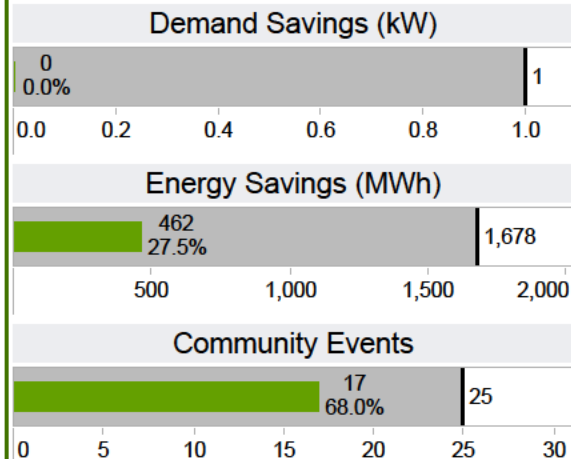 Demand Savings (kW)
0
0.0%
1
0.0 0.2 0.4 0.6 0.8 1.0
Energy Savings (MWh)
462
27.5%
1,678
500 1,000 1,500 2,000
Community Events
17
68.0%
25
0 5 10 15 20 25 30